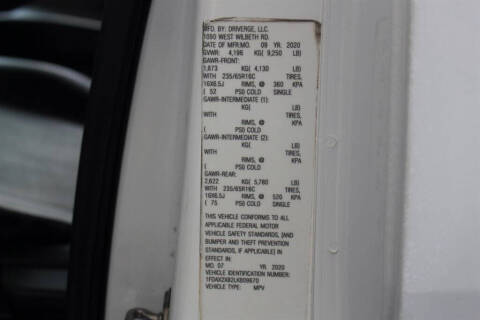 MFG. BY: DRIVERGE, LLC.
1050 WEST WILBETH RD.
DATE OF MFR:MO. 09 YR. 2020
GVWR: 4,196 KG( 9,250 LB)
GAWR-FRONT:
1,873 KG( 4,130 LB)
WITH 235/65R16C TIRES,
16X6.5J RIMS, @ 360 KPA
( 52 PSI) COLD SINGLE
GAWR-INTERMEDIATE (1):
KG( LB)
WITH TIRES,
RIMS, @ KPA
( PSI) COLD
GAWR-INTERMEDIATE (2):
KG( LB)
WITH TIRES,
RIMS, @ KPA
( PSI) COLD
GAWR-REAR:
2,622 KG( 5,780 LB)
WITH 235/65R16C TIRES,
16X6.5J RIMS, @ 520 KPA
( 75 PSI) COLD SINGLE
THIS VEHICLE CONFORMS TO ALL
APPLICABLE FEDERAL MOTOR
VEHICLE SAFETY STANDARDS, [AND
BUMPER AND THEFT PREVENTION
STANDARDS, IF APPLICABLE] IN
EFFECT IN
MO. 07 YR. 2020
VEHICLE IDENTIFICATION NUMBER:
1FDAX2X82LKB09670
VEHICLE TYPE: MPV